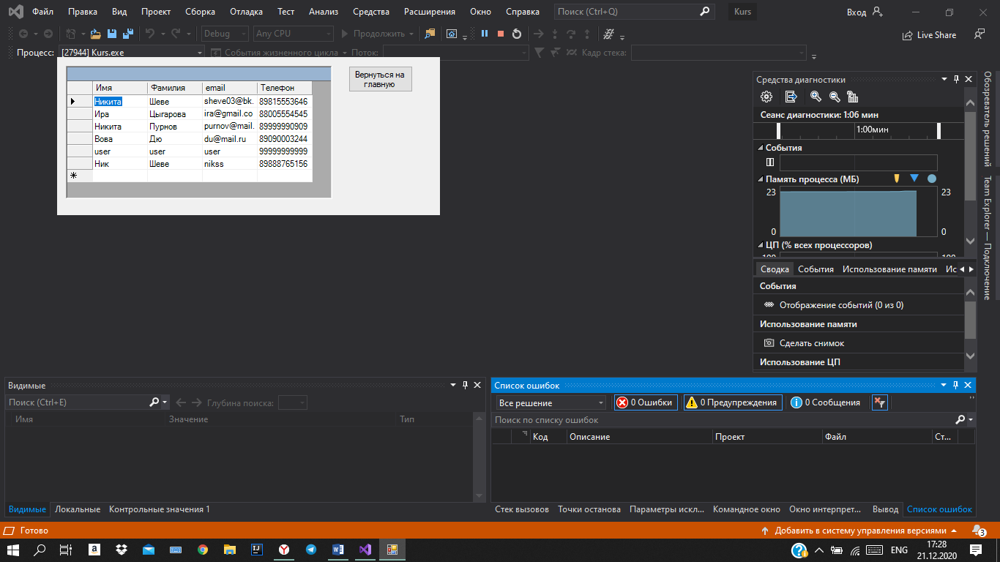 Файл Правка Вид Проект Сборка Отладка Тест Анализ Средства Расширения Окно Справка Поиск (Ctrl+Q) Kurs Вход
Debug Any CPU Продолжить Live Share
Процесс: [27944] Kurs.exe События жизненного цикла Поток: Кадр стека:
Вернуться на
главную
Имя Фамилия email Телефон
Никита Шеве sheve03@bk. 89815553646
Ира Цыгарова ira@gmail.co 88005554545
Никита Пурнов purnov@mail. 89999990909
Вова Дю du@mail.ru 89090003244
user user user 99999999999
Ник Шеве nikss 89888765156
Средства диагностики
Сеанс диагностики: 1:06 мин
1:00мин
События
Память процесса (МБ)
23 23
0 0
ЦП (% всех процессоров)
100 100
Сводка События Использование памяти Ис
События
Отображение событий (0 из 0)
Использование памяти
Сделать снимок
Использование ЦП
Обозреватель решений
Team Explorer — Подключение
Видимые
Поиск (Ctrl+E) Глубина поиска:
Имя Значение Тип
Видимые Локальные Контрольные значения 1
Список ошибок
Все решение 0 Ошибки 0 Предупреждения 0 Сообщения
Поиск по списку ошибок
Код Описание Проект Файл Ст...
Стек вызовов Точки останова Параметры искл... Командное окно Окно интерпрет... Вывод Список ошибок
Готово Добавить в систему управления версиями 3
ENG 17:28
21.12.2020